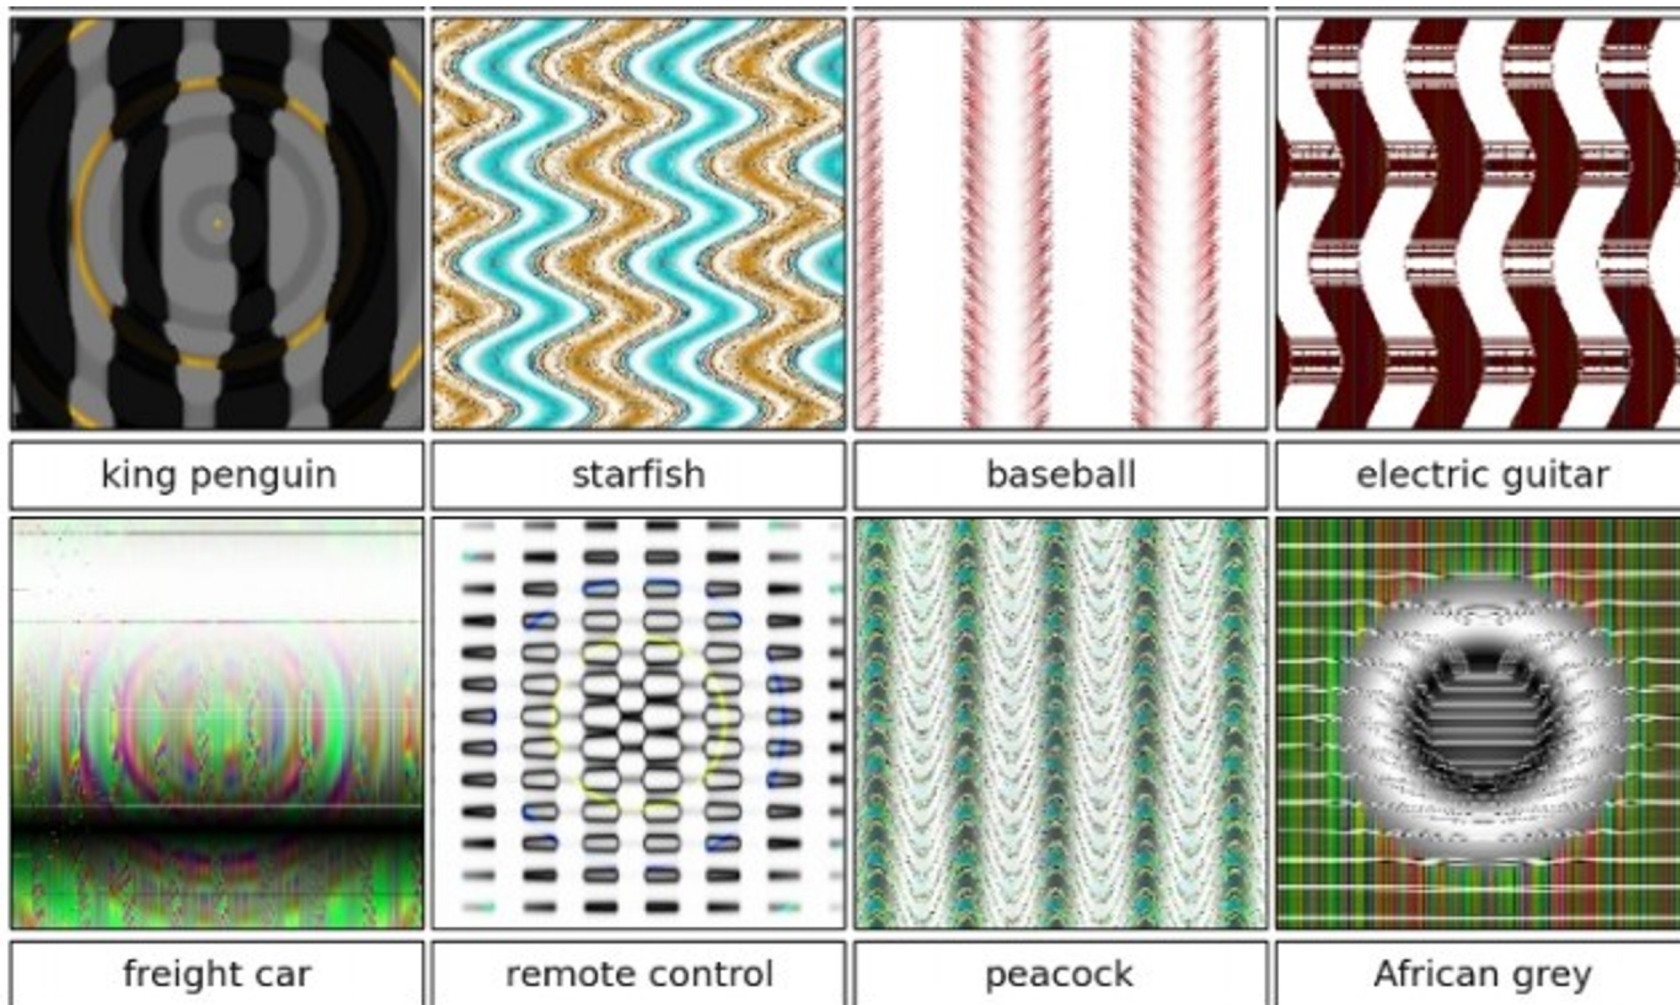 king penguin
starfish
baseball
electric guitar
freight car
remote control
peacock
African grey